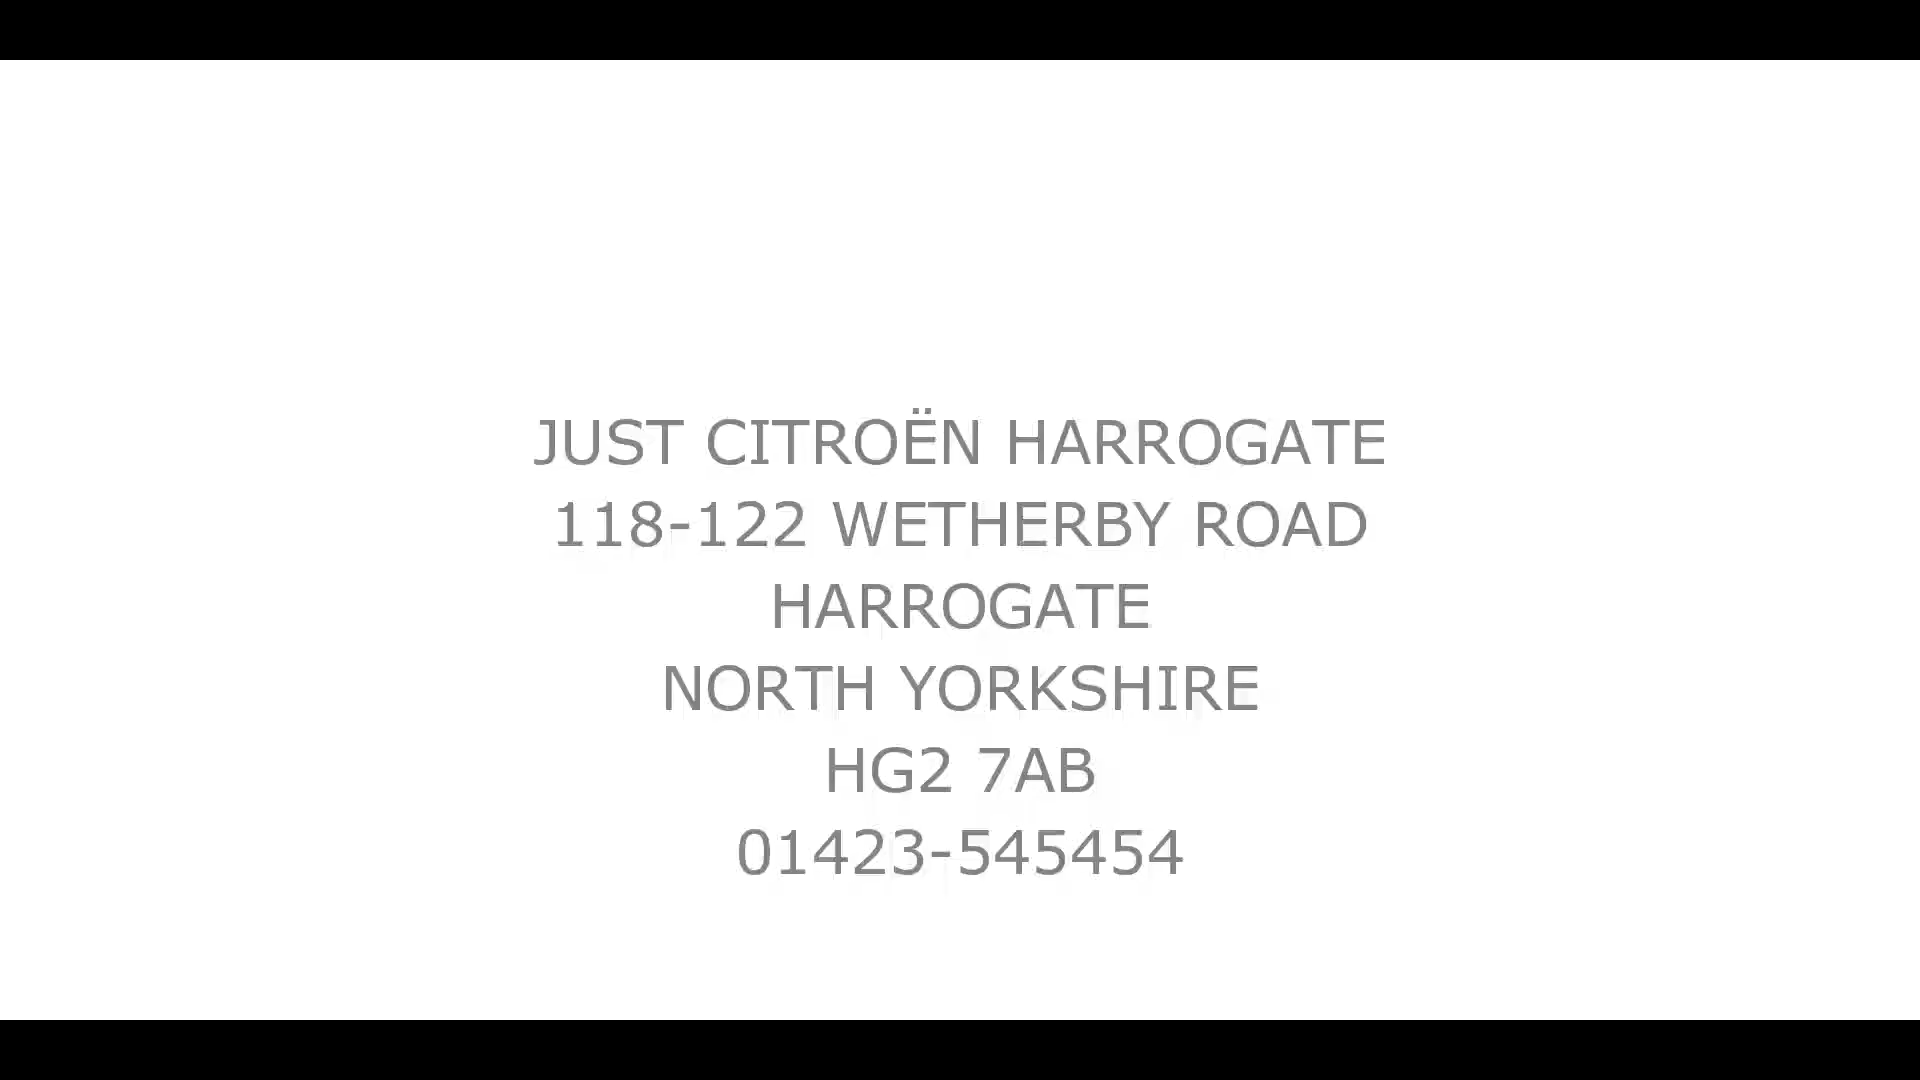 JUST CITROËN HARROGATE
118-122 WETHERBY ROAD
HARROGATE
NORTH YORKSHIRE
HG2 7AB
01423-545454